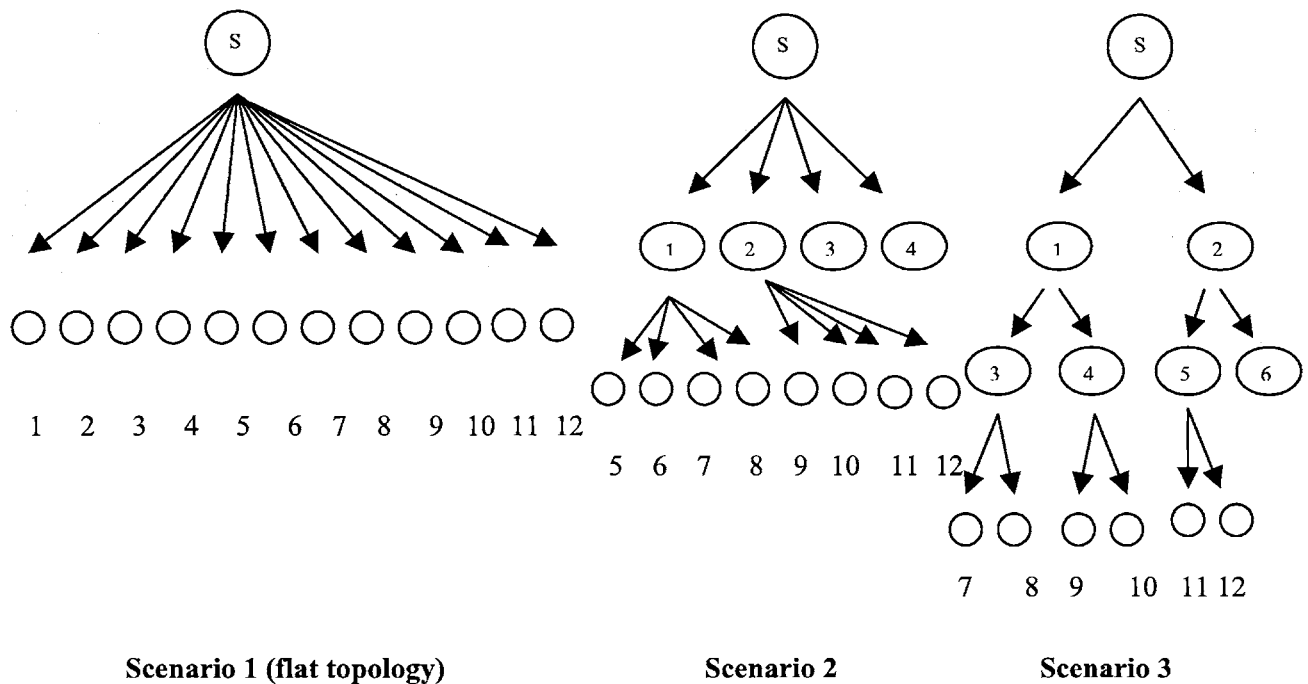 S S S
1 2 3 4 1 2
3 4 5 6
1 2 3 4 5 6 7 8 9 10 11 12
5 6 7 8 9 10 11 12
7 8 9 10 11 12
Scenario 1 (flat topology) Scenario 2 Scenario 3